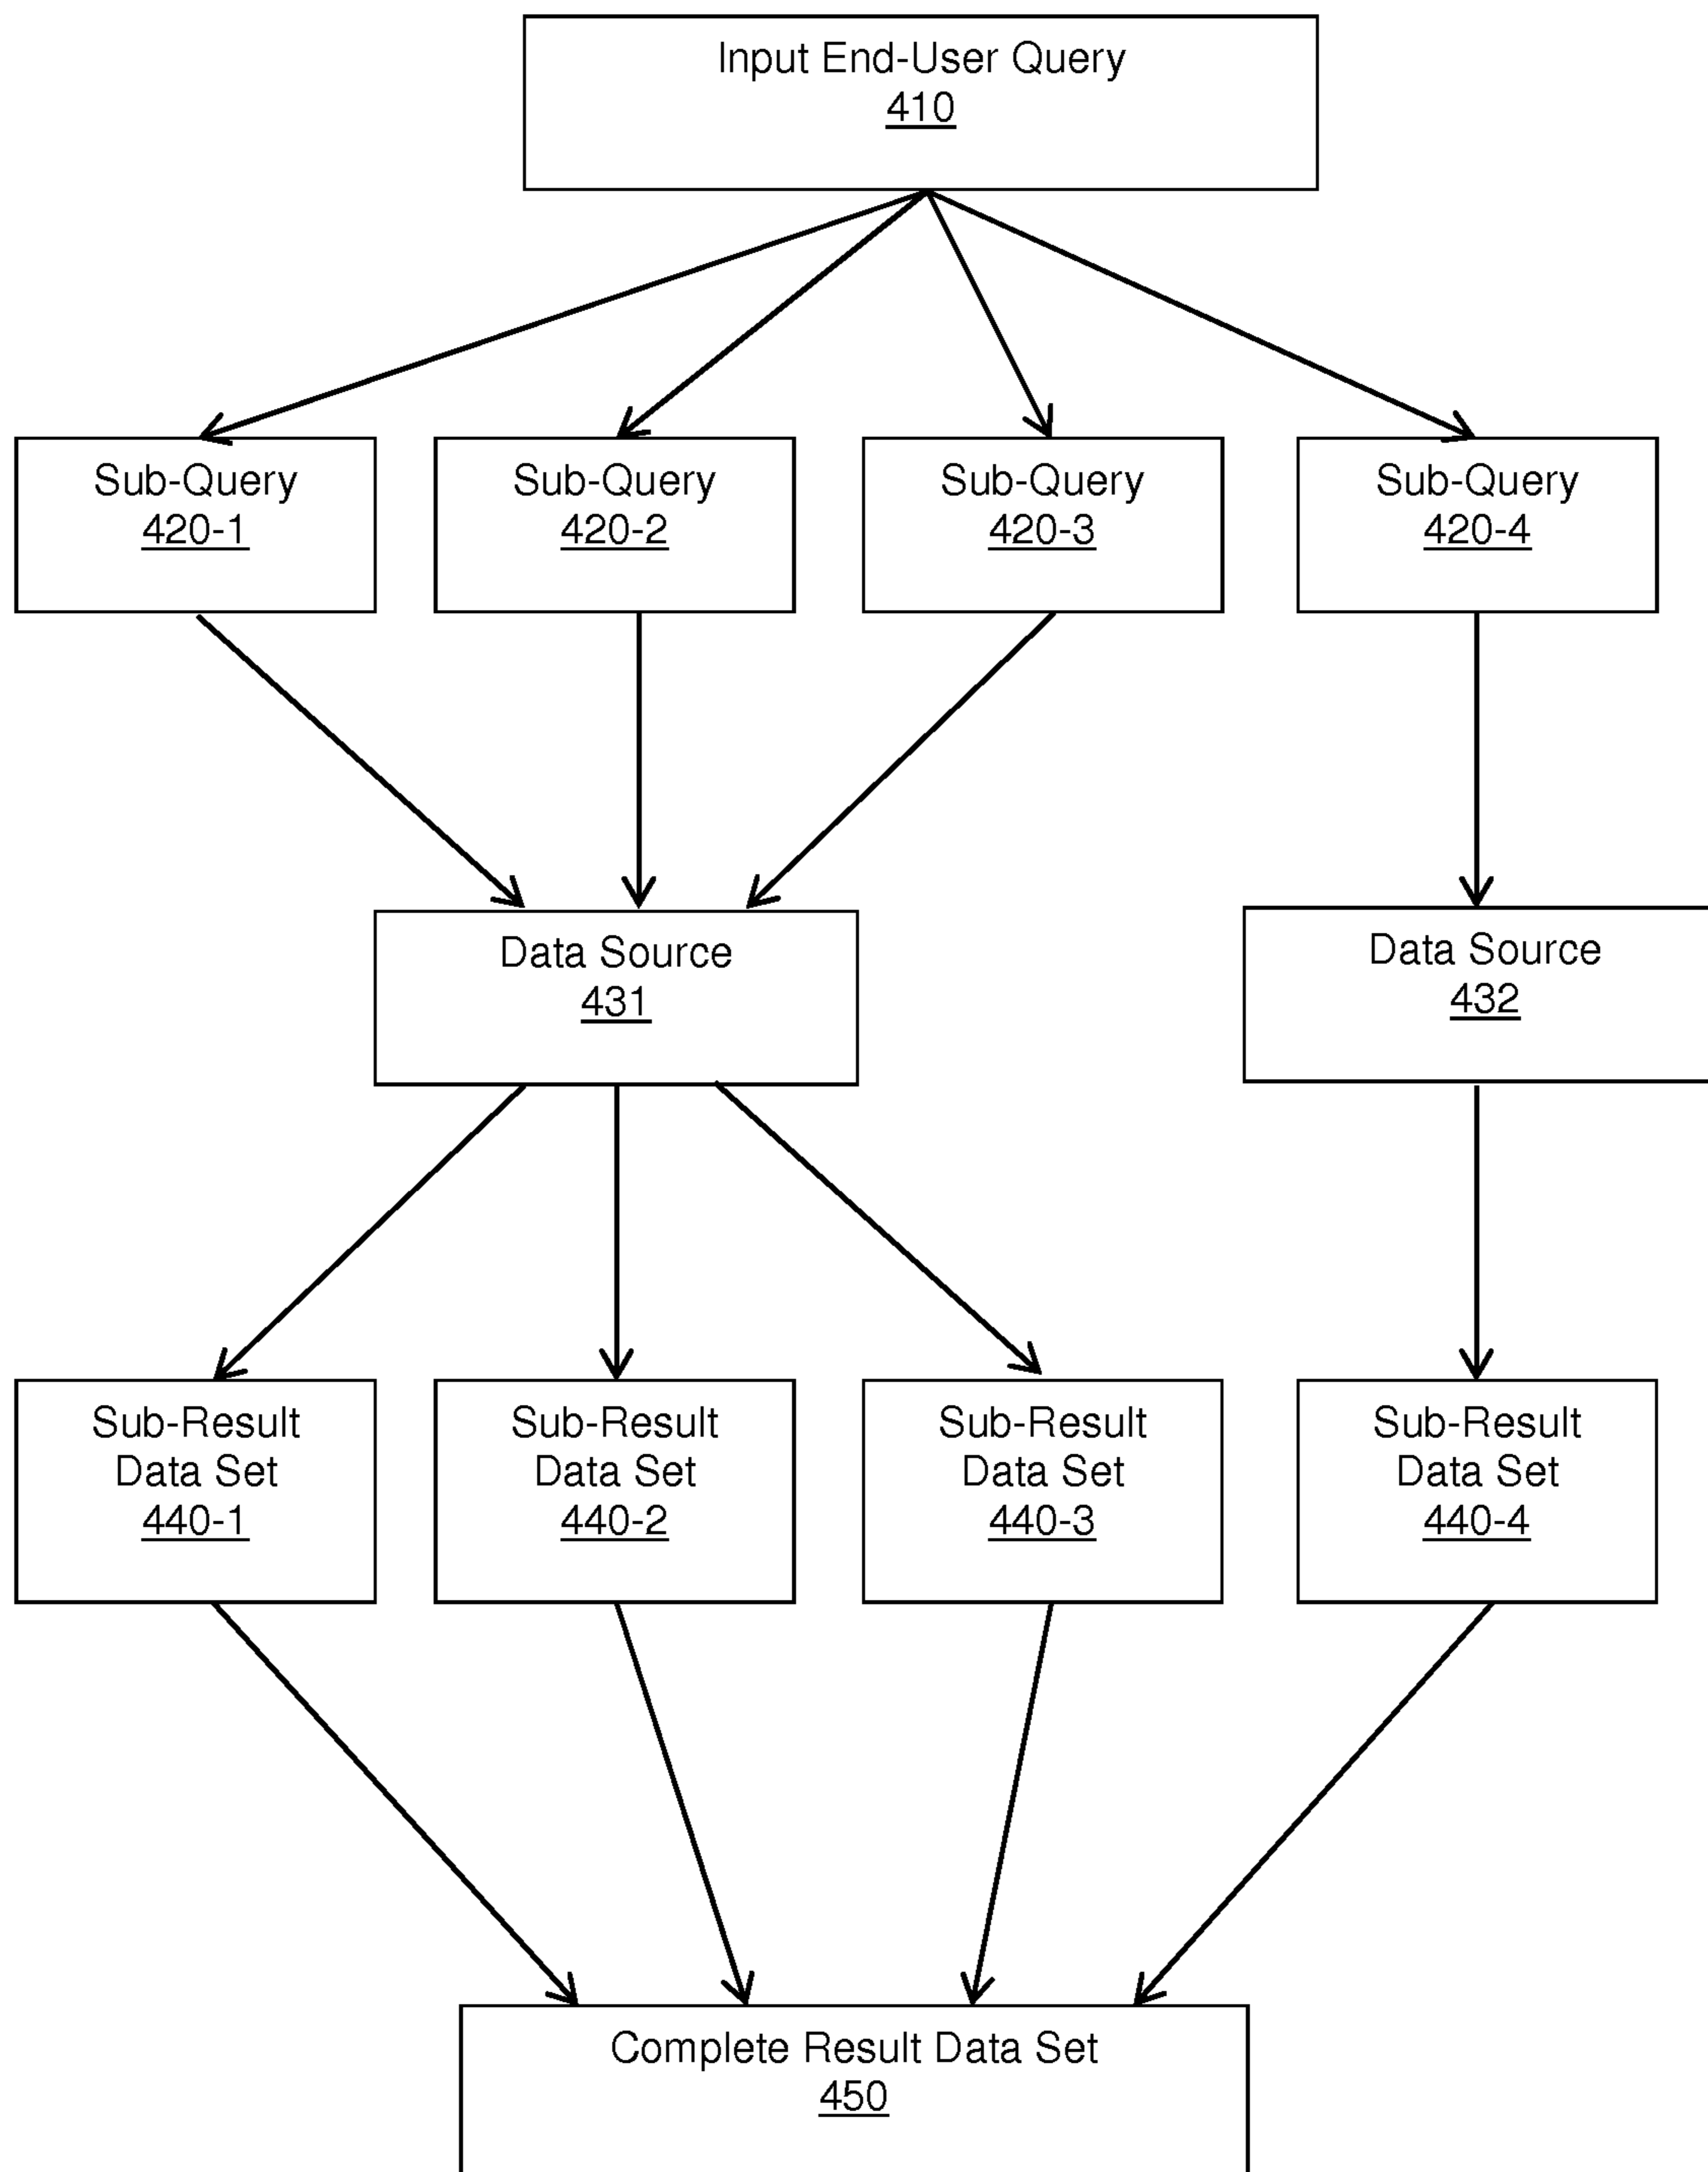 Input End-User Query
410
Sub-Query
420-1
Sub-Query
420-2
Sub-Query
420-3
Sub-Query
420-4
Data Source
431
Data Source
432
Sub-Result
Data Set
440-1
Sub-Result
Data Set
440-2
Sub-Result
Data Set
440-3
Sub-Result
Data Set
440-4
Complete Result Data Set
450